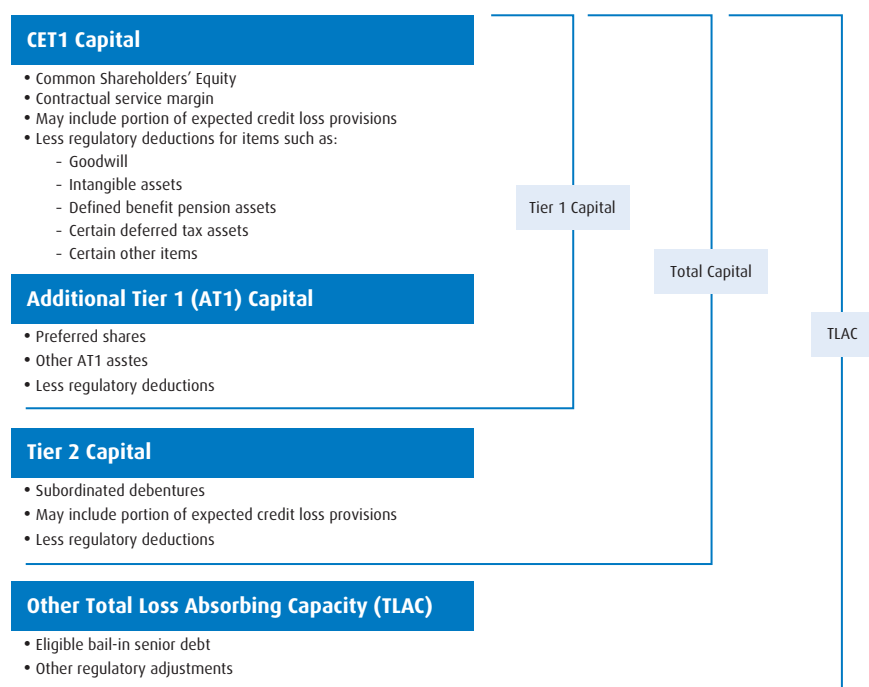 CET1 Capital
• Common Shareholders’ Equity
• Contractual service margin
• May include portion of expected credit loss provisions
• Less regulatory deductions for items such as:
– Goodwill
– Intangible assets
– Defined benefit pension assets
– Certain deferred tax assets
– Certain other items
Tier 1 Capital
Total Capital
TLAC
Additional Tier 1 (AT1) Capital
• Preferred shares
• Other AT1 asstes
• Less regulatory deductions
Tier 2 Capital
• Subordinated debentures
• May include portion of expected credit loss provisions
• Less regulatory deductions
Other Total Loss Absorbing Capacity (TLAC)
• Eligible bail-in senior debt
• Other regulatory adjustments